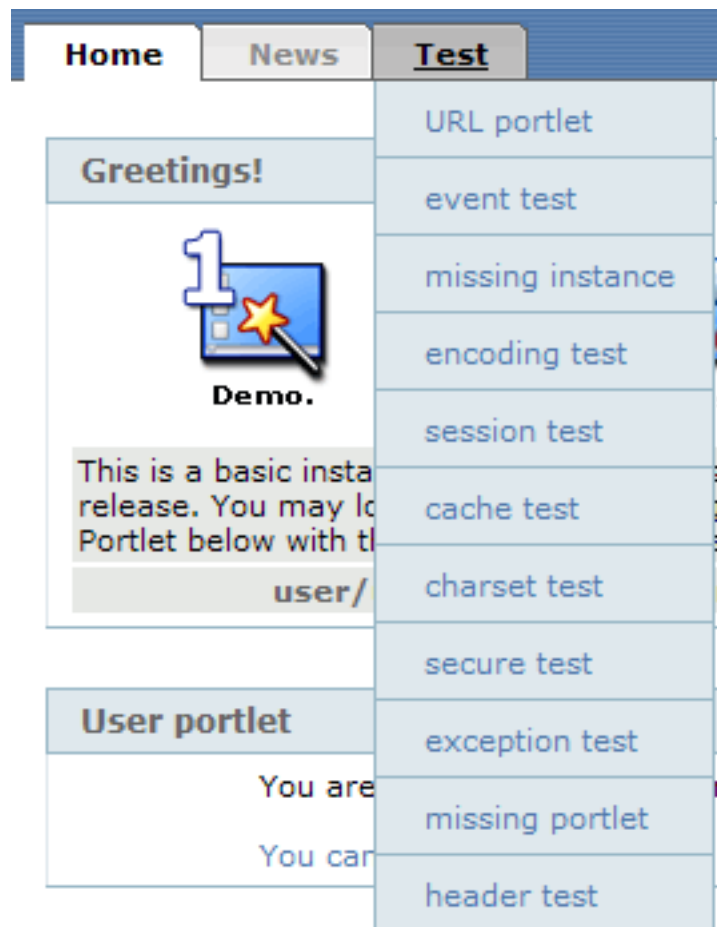 Home News Test
URL portlet
event test
missing instance
encoding test
session test
cache test
charset test
secure test
exception test
missing portlet
header test
Greetings!
1
Demo.
This is a basic insta
release. You may lo
Portlet below with th
user/
User portlet
You are
You can